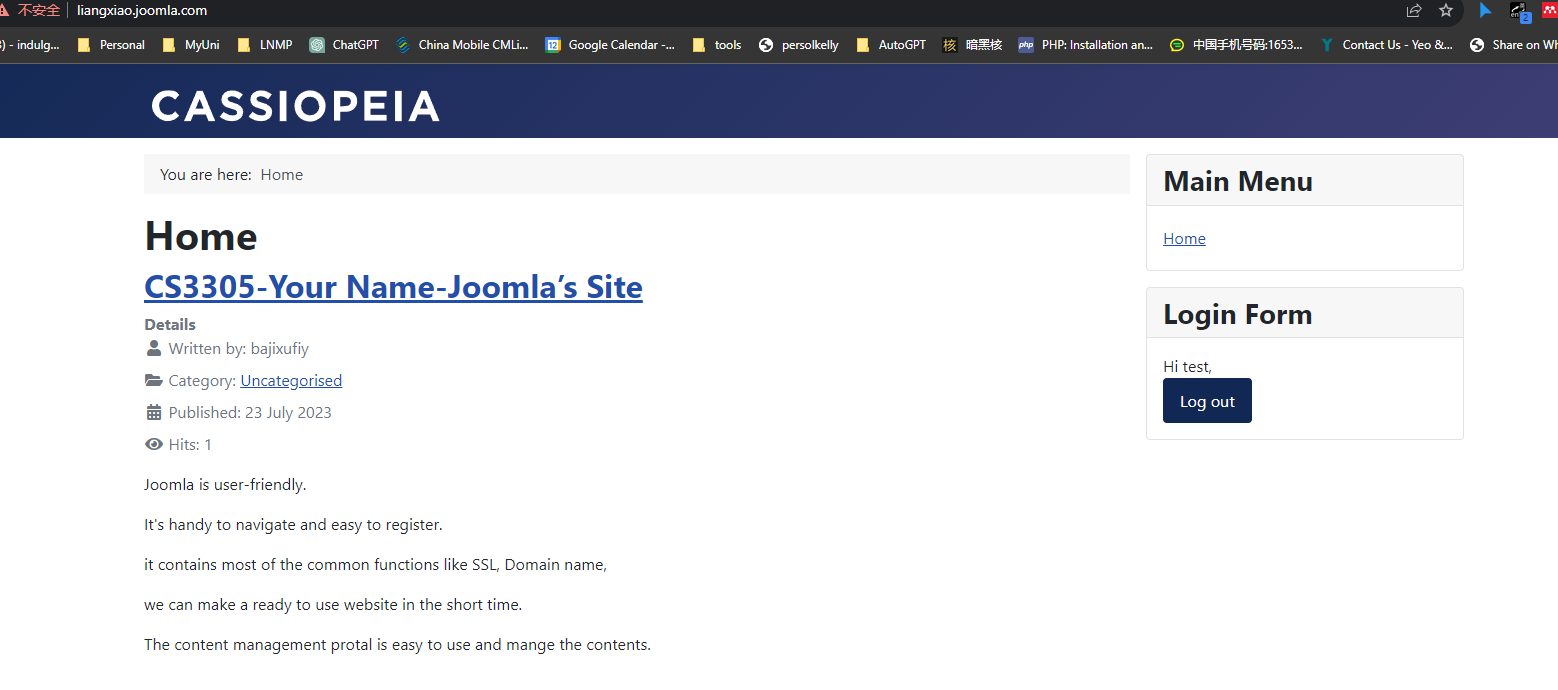 不安全 liangxiao.joomla.com
) - indulg... Personal MyUni LNMP ChatGPT China Mobile CMLi... 12 Google Calendar -... tools persolkelly AutoGPT 核 暗黑核 php PHP: Installation an... 中国手机号码:1653... Y Contact Us - Yeo &... Share on Wh
CASSIOPEIA
You are here: Home
Home
CS3305-Your Name-Joomla’s Site
Details
Written by: bajixufiy
Category: Uncategorised
Published: 23 July 2023
Hits: 1
Joomla is user-friendly.
It's handy to navigate and easy to register.
it contains most of the common functions like SSL, Domain name,
we can make a ready to use website in the short time.
The content management protal is easy to use and mange the contents.
Main Menu
Home
Login Form
Hi test,
Log out